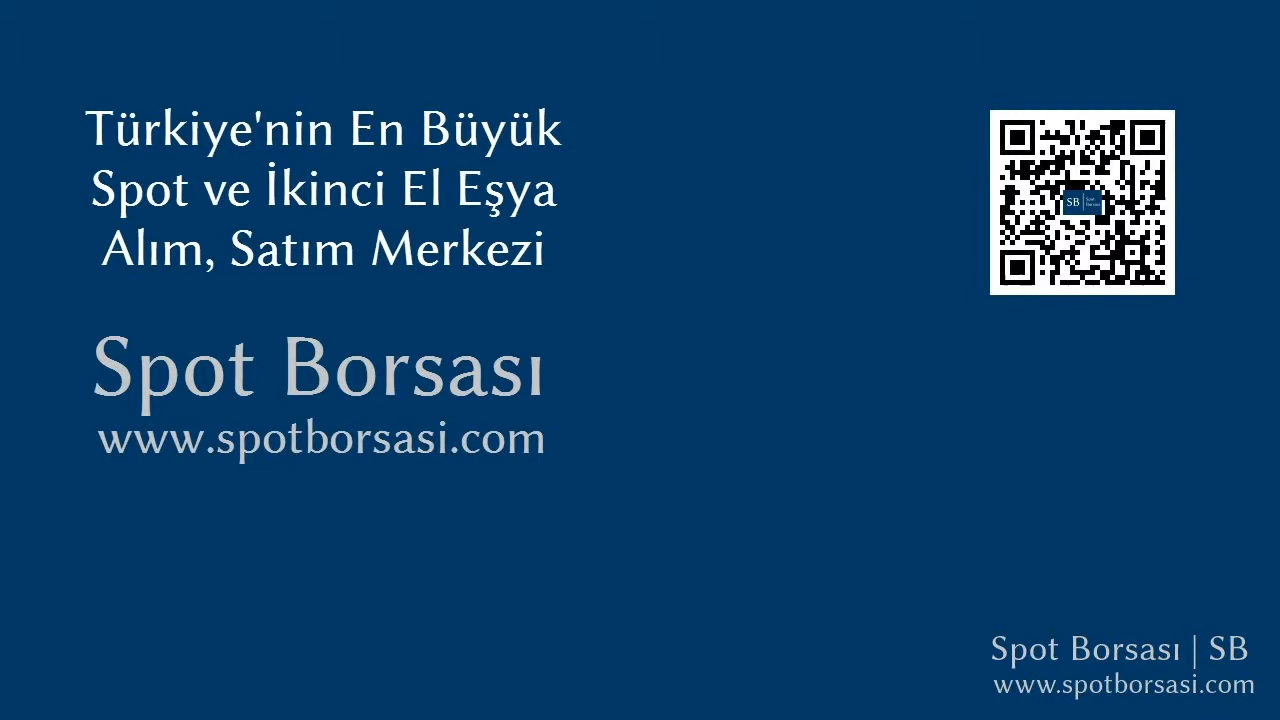 Türkiye'nin En Büyük
Spot ve İkinci El Eşya
Alım, Satım Merkezi
Spot Borsası
www.spotborsasi.com
SB
Spot Borsası | SB
www.spotborsasi.com